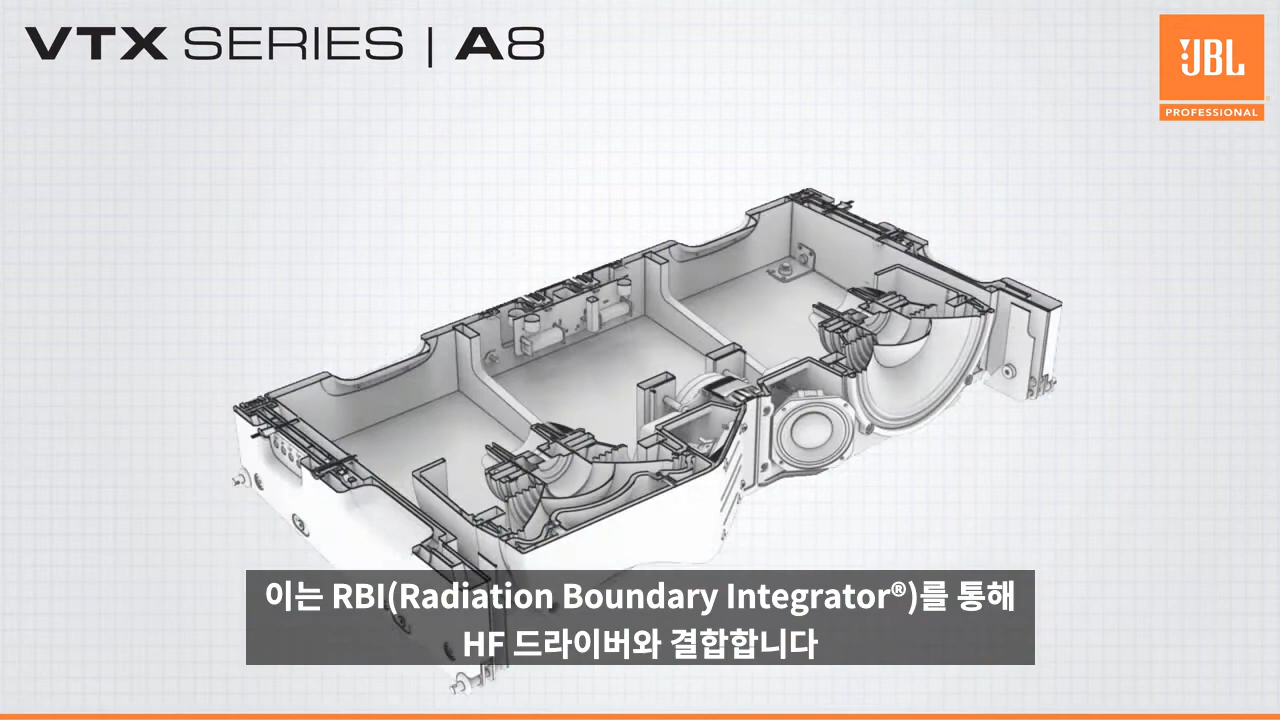 VTX SERIES | A8
JBL
PROFESSIONAL
이는 RBI(Radiation Boundary Integrator®)를 통해
HF 드라이버와 결합합니다